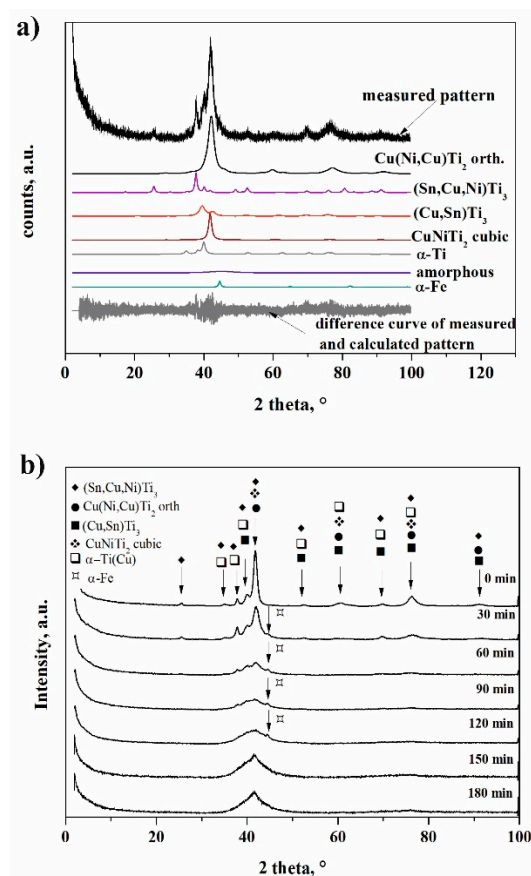 a)
measured pattern
Cu(Ni,Cu)Ti2 orth.
(Sn,Cu,Ni)Ti3
(Cu,Sn)Ti3
CuNiTi2 cubic
α-Ti
amorphous
α-Fe
difference curve of measured
and calculated pattern
counts, a.u.
0 20 40 60 80 100 120
2 theta, °
b)
◆ (Sn,Cu,Ni)Ti3
● Cu(Ni,Cu)Ti2 orth
■ (Cu,Sn)Ti3
❖ CuNiTi2 cubic
❏ α–Ti(Cu)
¤ α-Fe
0 min
30 min
60 min
90 min
120 min
150 min
180 min
Intensity, a.u.
0 20 40 60 80 100
2 theta, °